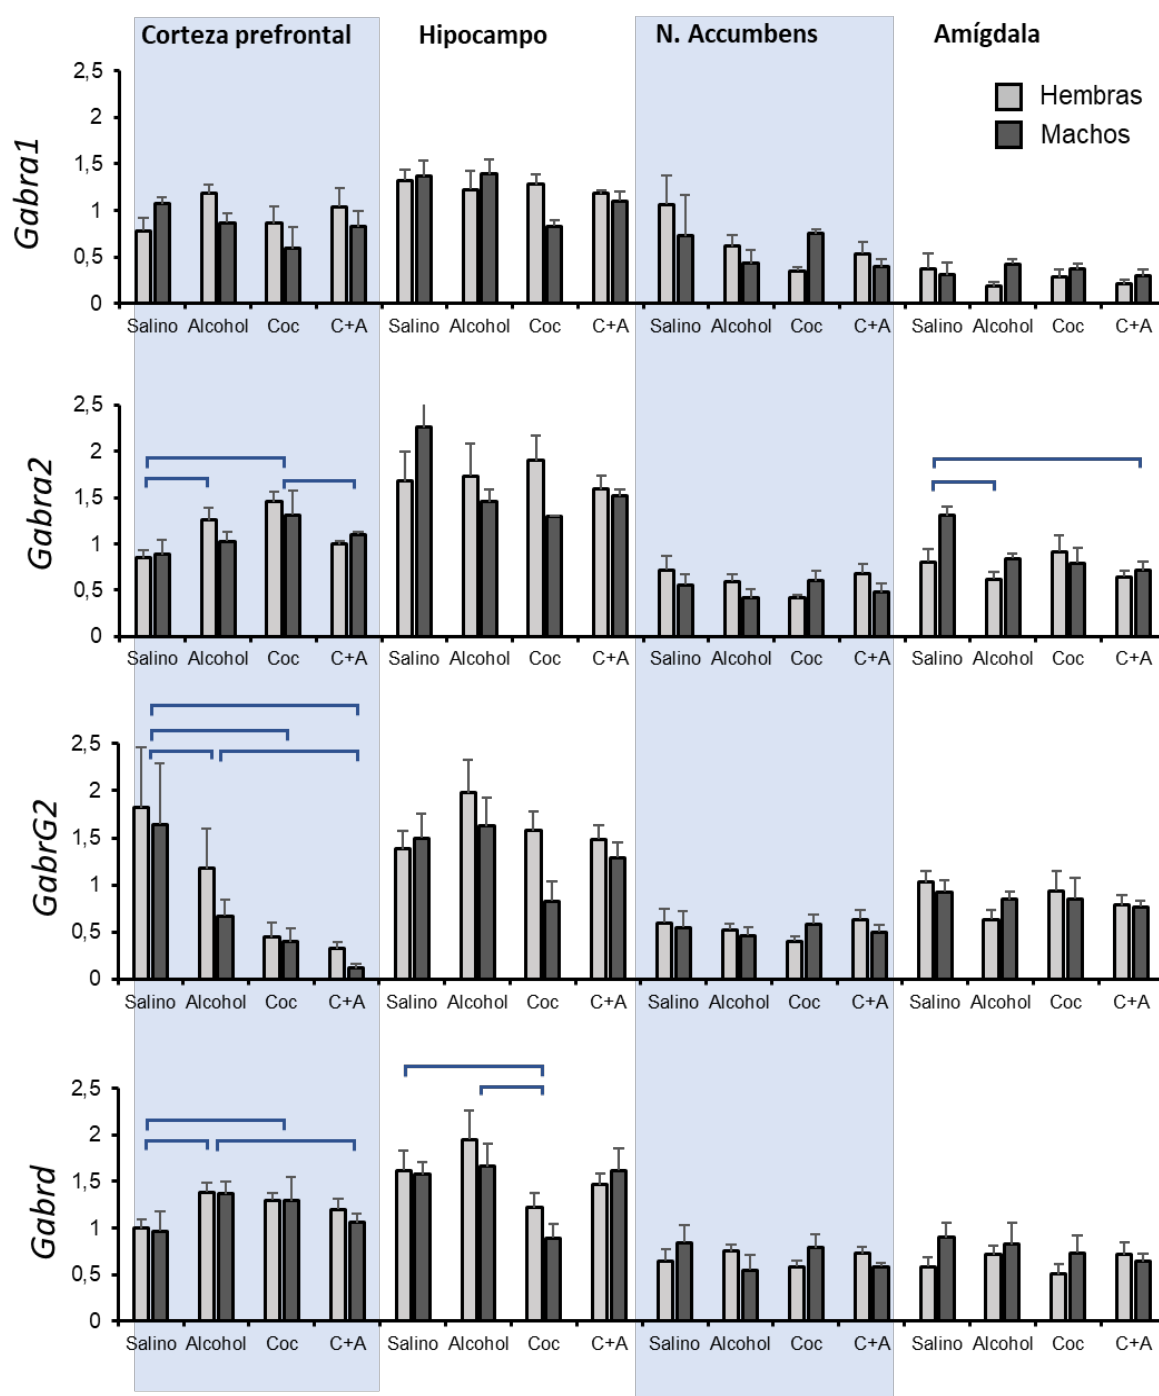 Corteza prefrontal Hipocampo N. Accumbens Amígdala
Hembras
Machos
Gabra1
2,5
2
1,5
1
0,5
0
Salino Alcohol Coc C+A Salino Alcohol Coc C+A Salino Alcohol Coc C+A Salino Alcohol Coc C+A
Gabra2
2,5
2
1,5
1
0,5
0
Salino Alcohol Coc C+A Salino Alcohol Coc C+A Salino Alcohol Coc C+A Salino Alcohol Coc C+A
GabrG2
2,5
2
1,5
1
0,5
0
Salino Alcohol Coc C+A Salino Alcohol Coc C+A Salino Alcohol Coc C+A Salino Alcohol Coc C+A
Gabrd
2,5
2
1,5
1
0,5
0
Salino Alcohol Coc C+A Salino Alcohol Coc C+A Salino Alcohol Coc C+A Salino Alcohol Coc C+A